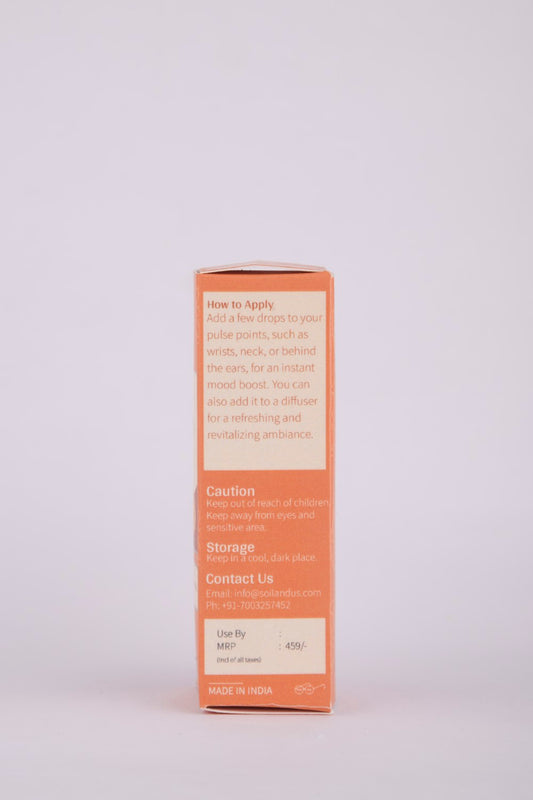 How to Apply
Add a few drops to your
pulse points, such as
wrists, neck, or behind
the ears, for an instant
mood boost. You can
also add it to a diffuser
for a refreshing and
revitalizing ambiance.
Caution
Keep out of reach of children.
Keep away from eyes and
sensitive area.
Storage
Keep in a cool, dark place.
Contact Us
Email: info@soilandus.com
Ph: +91-7003257452
Use By :
MRP : 459/-
(Incl of all taxes)
MADE IN INDIA